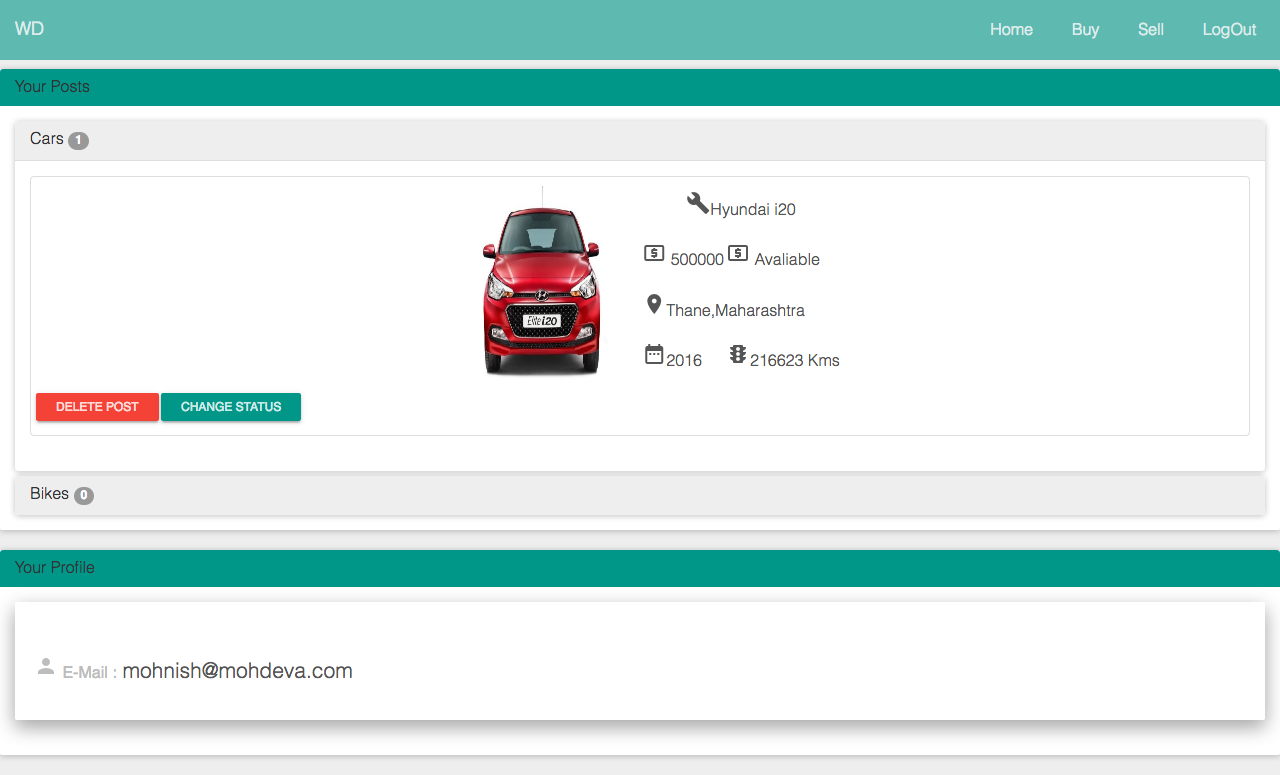 WD Home Buy Sell LogOut
Your Posts
Cars 1
Hyundai i20
500000 Avaliable
Elite i20
Thane,Maharashtra
2016 216623 Kms
DELETE POST CHANGE STATUS
Bikes 0
Your Profile
E-Mail : mohnish@mohdeva.com